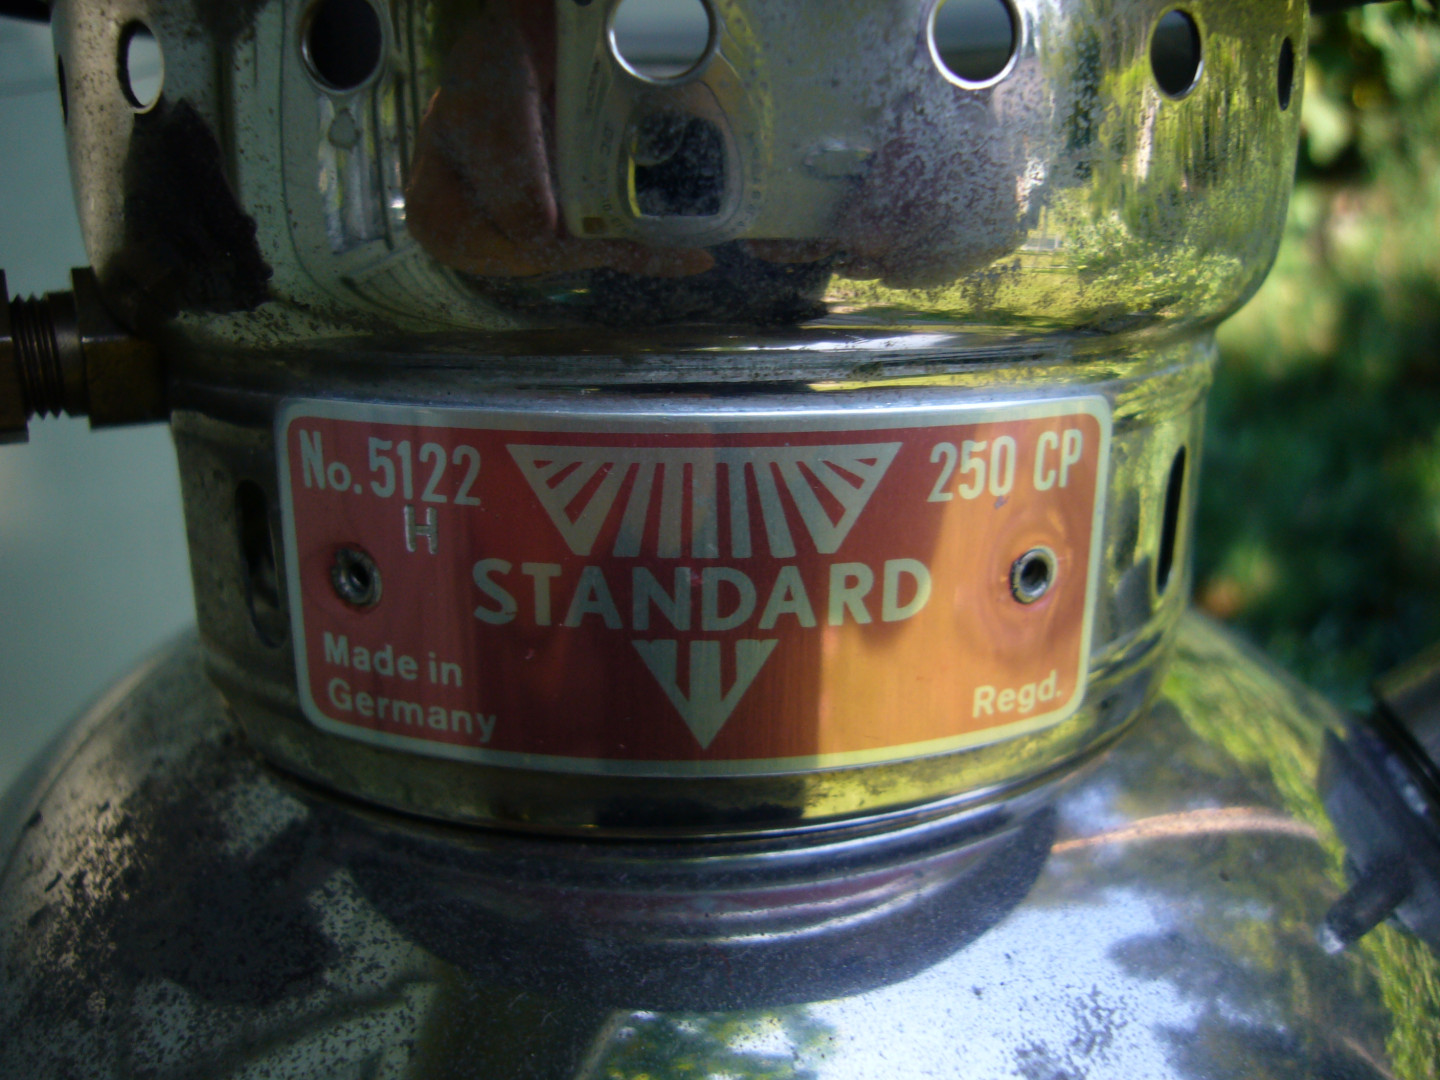 No. 5122
H
250 CP
STANDARD
Made in
Germany
Regd.